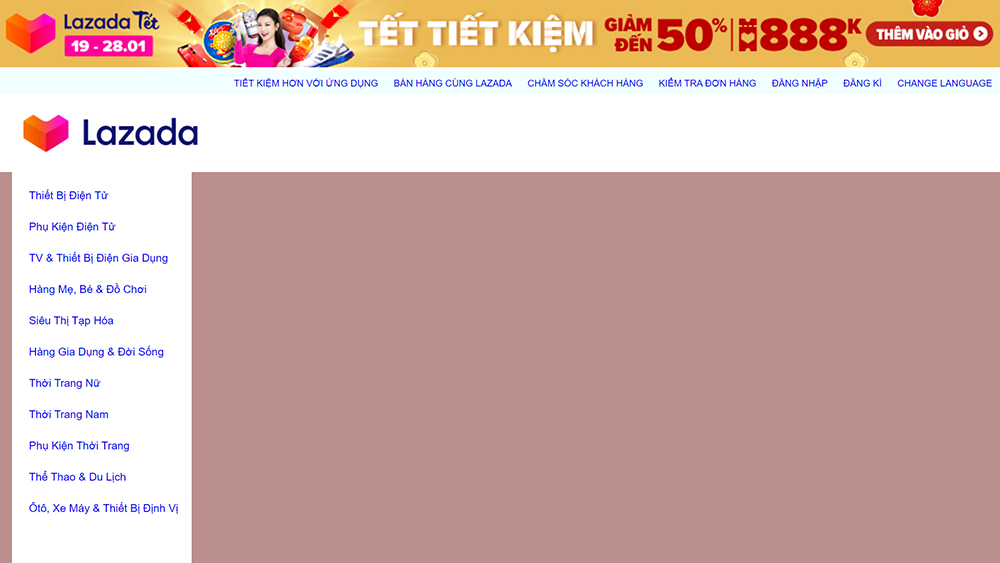 Lazada Tết
19 - 28.01
TẾT TIẾT KIỆM
GIẢM ĐẾN 50%
888K
THÊM VÀO GIỎ
TIẾT KIỆM HƠN VỚI ỨNG DỤNG BÁN HÀNG CÙNG LAZADA CHĂM SÓC KHÁCH HÀNG KIỂM TRA ĐƠN HÀNG ĐĂNG NHẬP ĐĂNG KÍ CHANGE LANGUAGE
Lazada
Thiết Bị Điện Tử
Phụ Kiện Điện Tử
TV & Thiết Bị Điện Gia Dụng
Hàng Mẹ, Bé & Đồ Chơi
Siêu Thị Tạp Hóa
Hàng Gia Dụng & Đời Sống
Thời Trang Nữ
Thời Trang Nam
Phụ Kiện Thời Trang
Thể Thao & Du Lịch
Ôtô, Xe Máy & Thiết Bị Định Vị